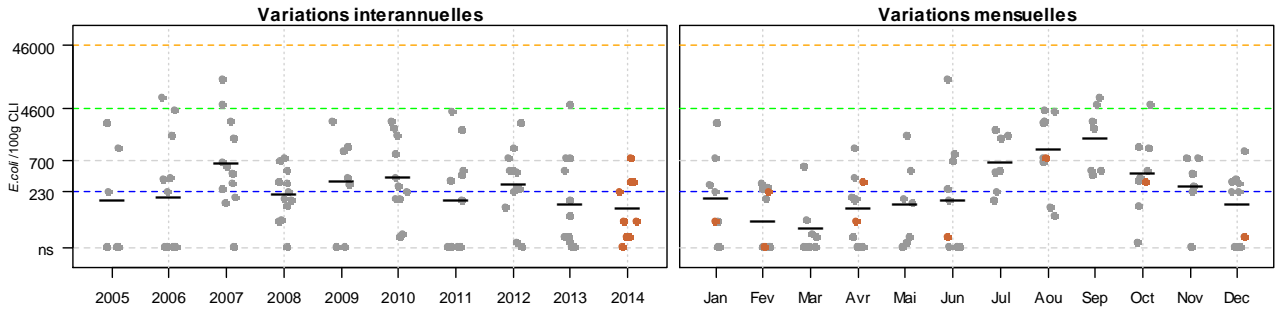 Variations interannuelles
Variations mensuelles
E.coli /100g CLI
46000
4600
700
230
ns
2005 2006 2007 2008 2009 2010 2011 2012 2013 2014
Jan Fev Mar Avr Mai Jun Jul Aou Sep Oct Nov Dec